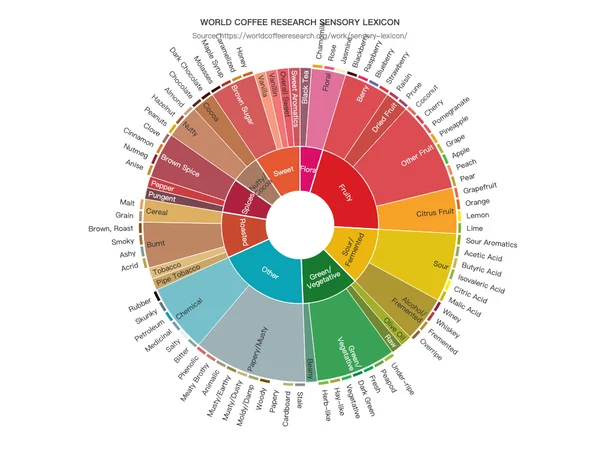 WORLD COFFEE RESEARCH SENSORY LEXICON
Source: https://worldcoffeeresearch.org/work/sensory-lexicon/
Floral
Black Tea
Floral
Chamomile
Rose
Jasmine
Fruity
Berry
Blackberry
Raspberry
Blueberry
Strawberry
Dried Fruit
Raisin
Prune
Other Fruit
Coconut
Cherry
Pomegranate
Pineapple
Grape
Apple
Peach
Pear
Citrus Fruit
Grapefruit
Orange
Lemon
Lime
Sour/
Fermented
Sour
Sour Aromatics
Acetic Acid
Butyric Acid
Isovaleric Acid
Citric Acid
Malic Acid
Alcohol/
Fermented
Winey
Whiskey
Fermented
Overripe
Green/
Vegetative
Olive Oil
Raw
Green/
Vegetative
Under-ripe
Peapod
Fresh
Dark Green
Vegetative
Hay-like
Herb-like
Beany
Other
Papery/Musty
Stale
Cardboard
Papery
Woody
Moldy/Damp
Musty/Dusty
Musty/Earthy
Animalic
Meaty Brothy
Phenolic
Chemical
Bitter
Salty
Medicinal
Petroleum
Skunky
Rubber
Roasted
Pipe Tobacco
Tobacco
Burnt
Acrid
Ashy
Smoky
Brown, Roast
Cereal
Grain
Malt
Spices
Pungent
Pepper
Brown Spice
Anise
Nutmeg
Cinnamon
Clove
Nutty/
Cocoa
Nutty
Peanuts
Hazelnut
Almond
Cocoa
Chocolate
Dark Chocolate
Sweet
Brown Sugar
Molasses
Maple Syrup
Caramelized
Honey
Vanilla
Vanillin
Overall Sweet
Sweet Aromatics